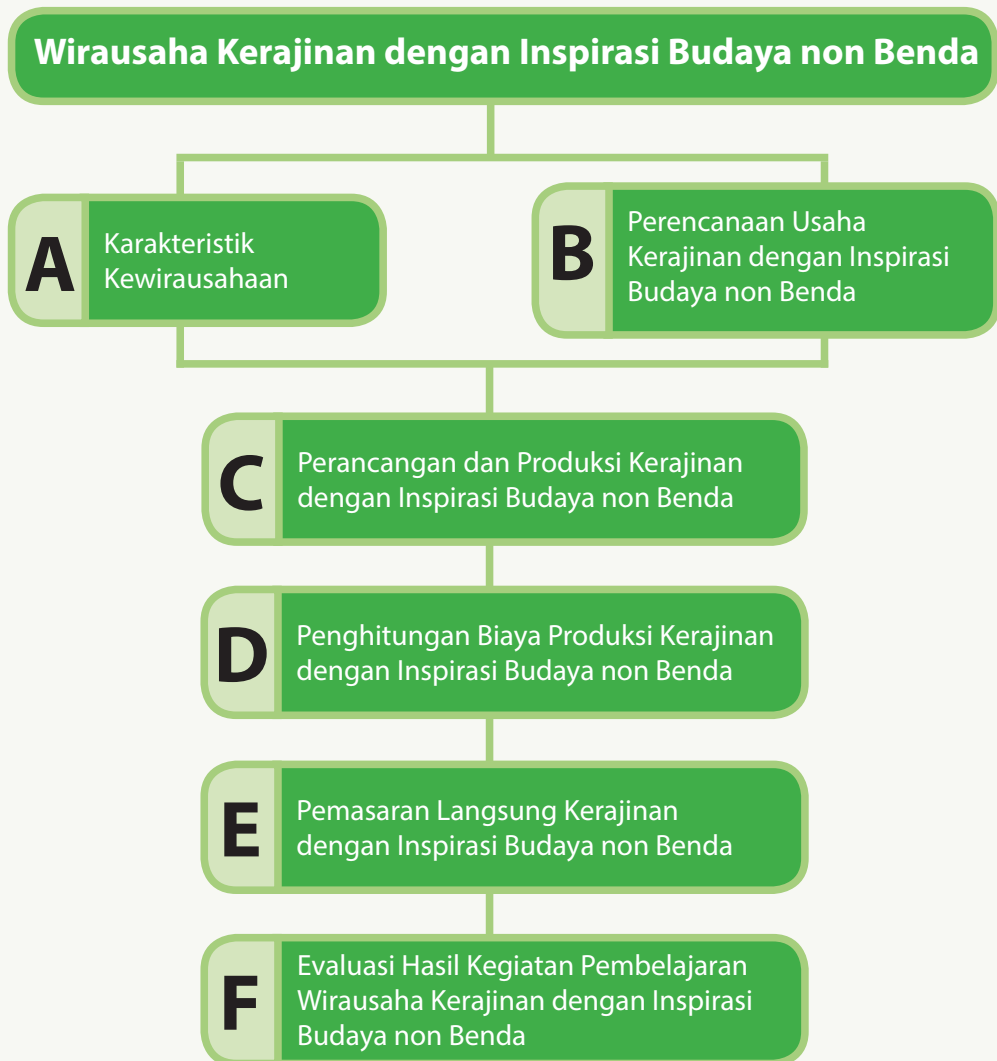 Wirausaha Kerajinan dengan Inspirasi Budaya non Benda
A
Karakteristik
Kewirausahaan
B
Perencanaan Usaha
Kerajinan dengan Inspirasi
Budaya non Benda
C
Perancangan dan Produksi Kerajinan
dengan Inspirasi Budaya non Benda
D
Penghitungan Biaya Produksi Kerajinan
dengan Inspirasi Budaya non Benda
E
Pemasaran Langsung Kerajinan
dengan Inspirasi Budaya non Benda
F
Evaluasi Hasil Kegiatan Pembelajaran
Wirausaha Kerajinan dengan Inspirasi
Budaya non Benda